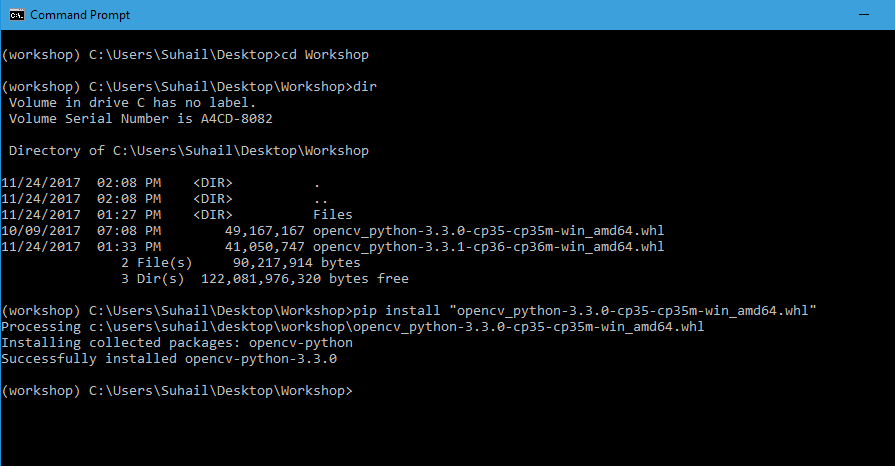 Command Prompt
(workshop) C:\Users\Suhail\Desktop>cd Workshop
(workshop) C:\Users\Suhail\Desktop\Workshop>dir
 Volume in drive C has no label.
 Volume Serial Number is A4CD-8082
 Directory of C:\Users\Suhail\Desktop\Workshop
11/24/2017  02:08 PM    <DIR>          .
11/24/2017  02:08 PM    <DIR>          ..
11/24/2017  01:27 PM    <DIR>          Files
10/09/2017  07:08 PM        49,167,167 opencv_python-3.3.0-cp35-cp35m-win_amd64.whl
11/24/2017  01:33 PM        41,050,747 opencv_python-3.3.1-cp36-cp36m-win_amd64.whl
               2 File(s)     90,217,914 bytes
               3 Dir(s)  122,081,976,320 bytes free
(workshop) C:\Users\Suhail\Desktop\Workshop>pip install "opencv_python-3.3.0-cp35-cp35m-win_amd64.whl"
Processing c:\users\suhail\desktop\workshop\opencv_python-3.3.0-cp35-cp35m-win_amd64.whl
Installing collected packages: opencv-python
Successfully installed opencv-python-3.3.0
(workshop) C:\Users\Suhail\Desktop\Workshop>